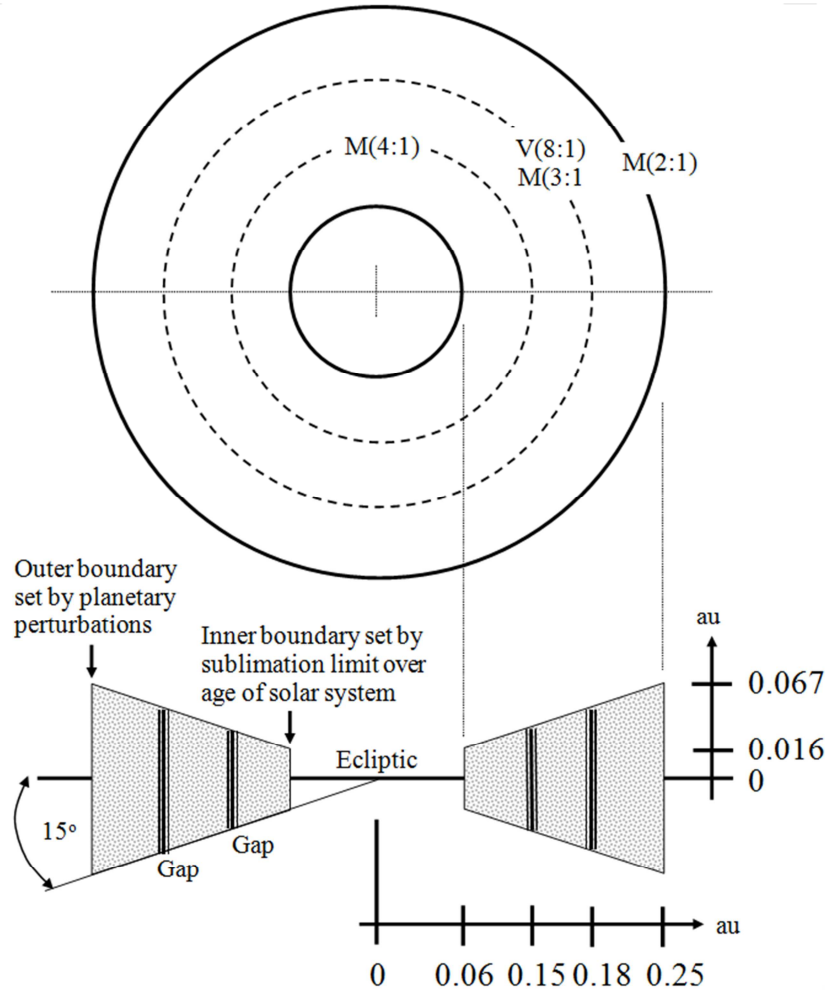 M(4:1)
V(8:1)
M(3:1
M(2:1)
Outer boundary
set by planetary
perturbations
Inner boundary set by
sublimation limit over
age of solar system
au
0.067
0.016
0
Ecliptic
15º
Gap
Gap
au
0
0.06
0.15
0.18
0.25